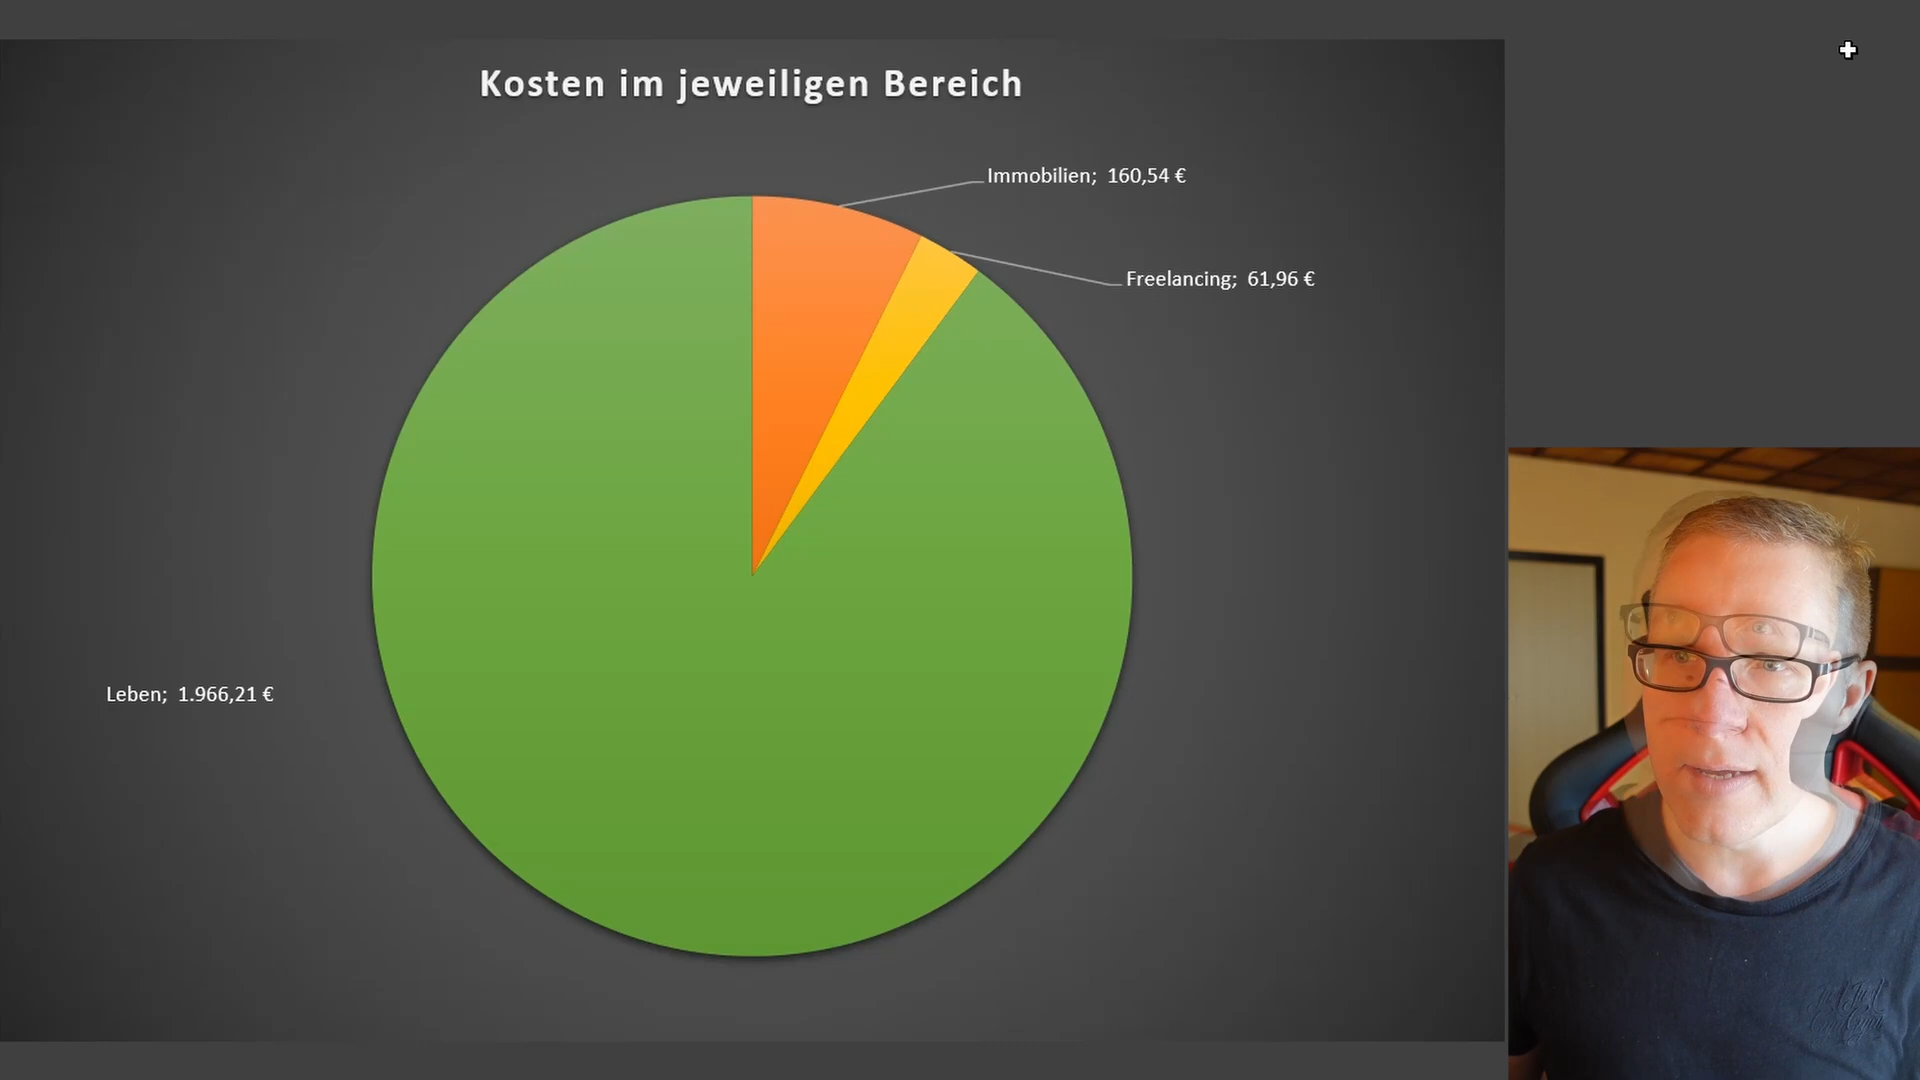 Kosten im jeweiligen Bereich
Immobilien; 160,54 €
Freelancing; 61,96 €
Leben; 1.966,21 €